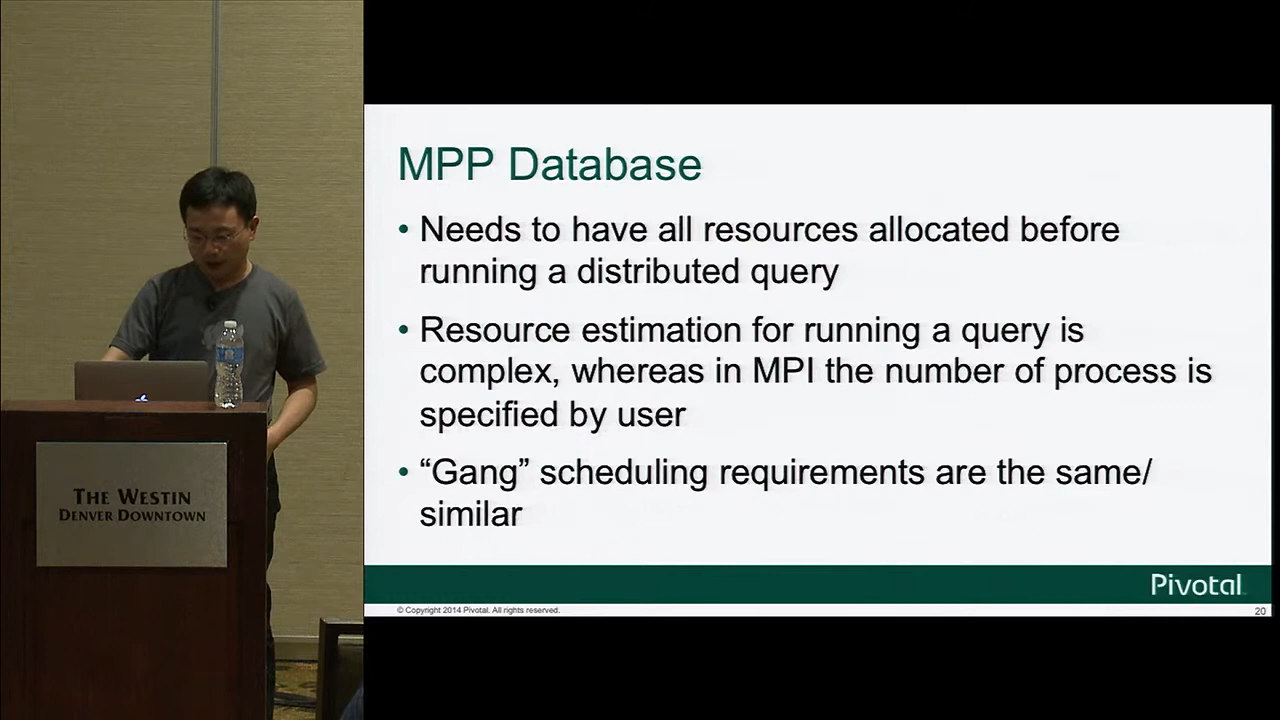 THE WESTIN
DENVER DOWNTOWN
MPP Database
• Needs to have all resources allocated before
running a distributed query
• Resource estimation for running a query is
complex, whereas in MPI the number of process is
specified by user
• “Gang” scheduling requirements are the same/
similar
Pivotal
© Copyright 2014 Pivotal. All rights reserved.
20